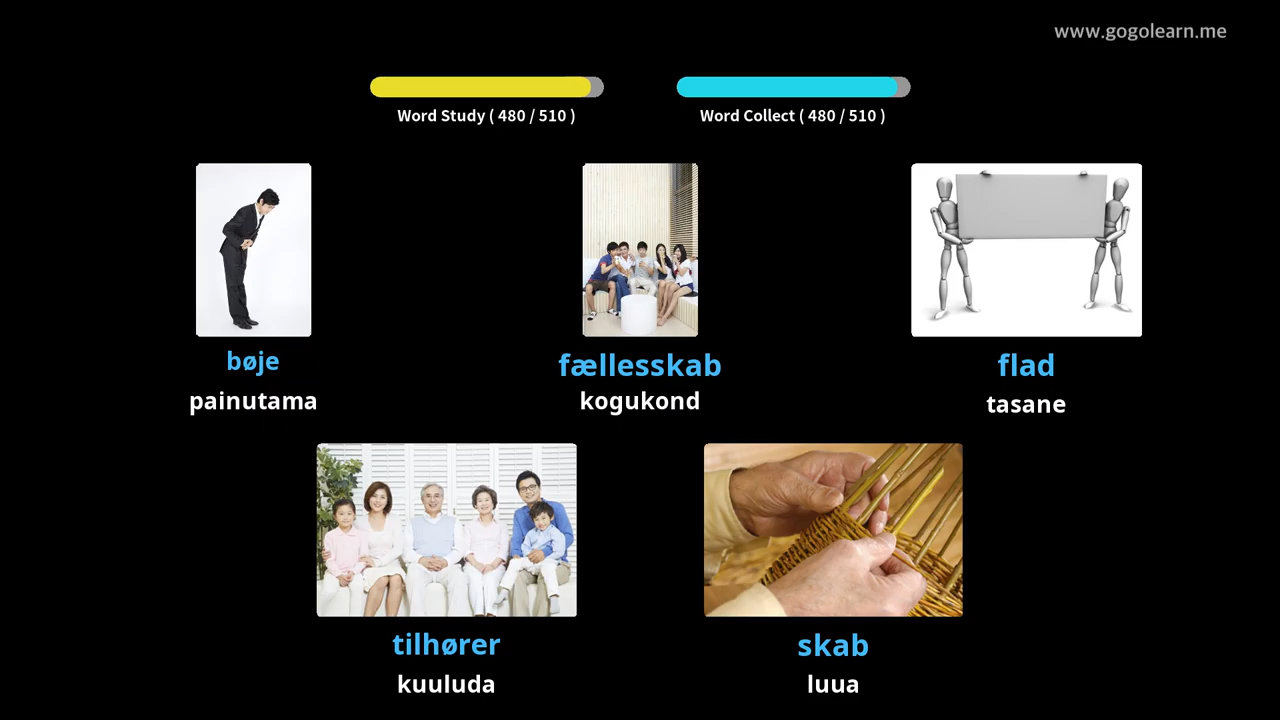 www.gogolearn.me
Word Study ( 480 / 510 )
Word Collect ( 480 / 510 )
bøje
painutama
fællesskab
kogukond
flad
tasane
tilhører
kuuluda
skab
luua